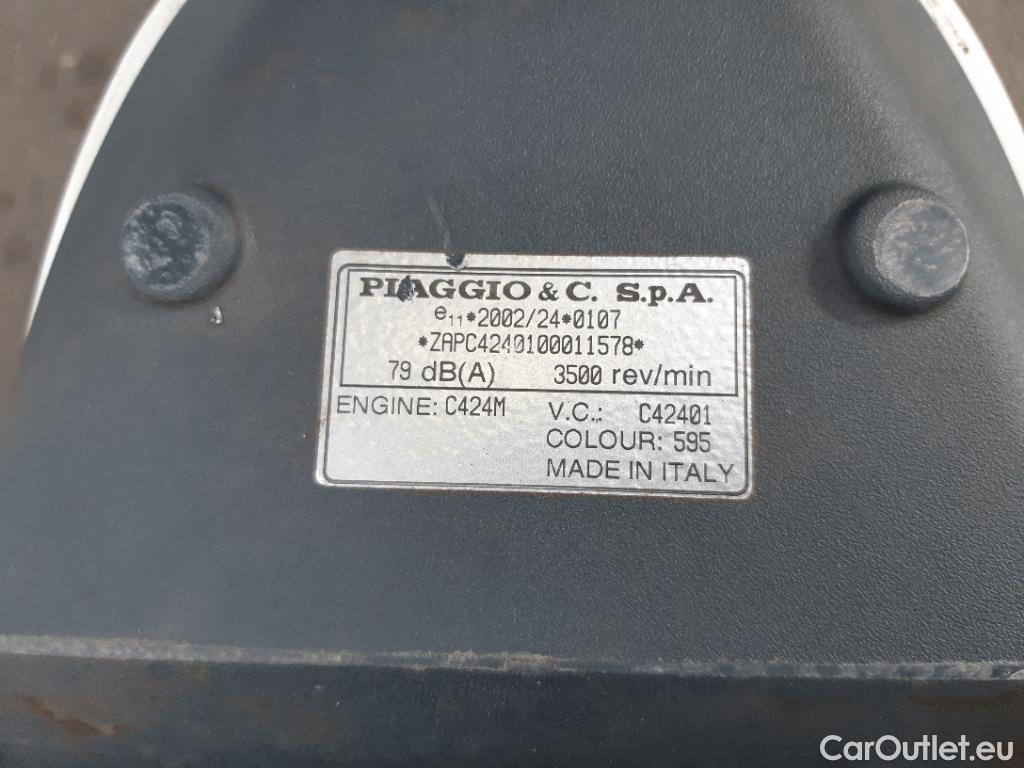 PIAGGIO & C. S.p.A.
e11*2002/24*0107
*ZAPC4240100011578*
79 dB(A) 3500 rev/min
ENGINE: C424M V.C.: C42401
COLOUR: 595
MADE IN ITALY
CarOutlet.eu